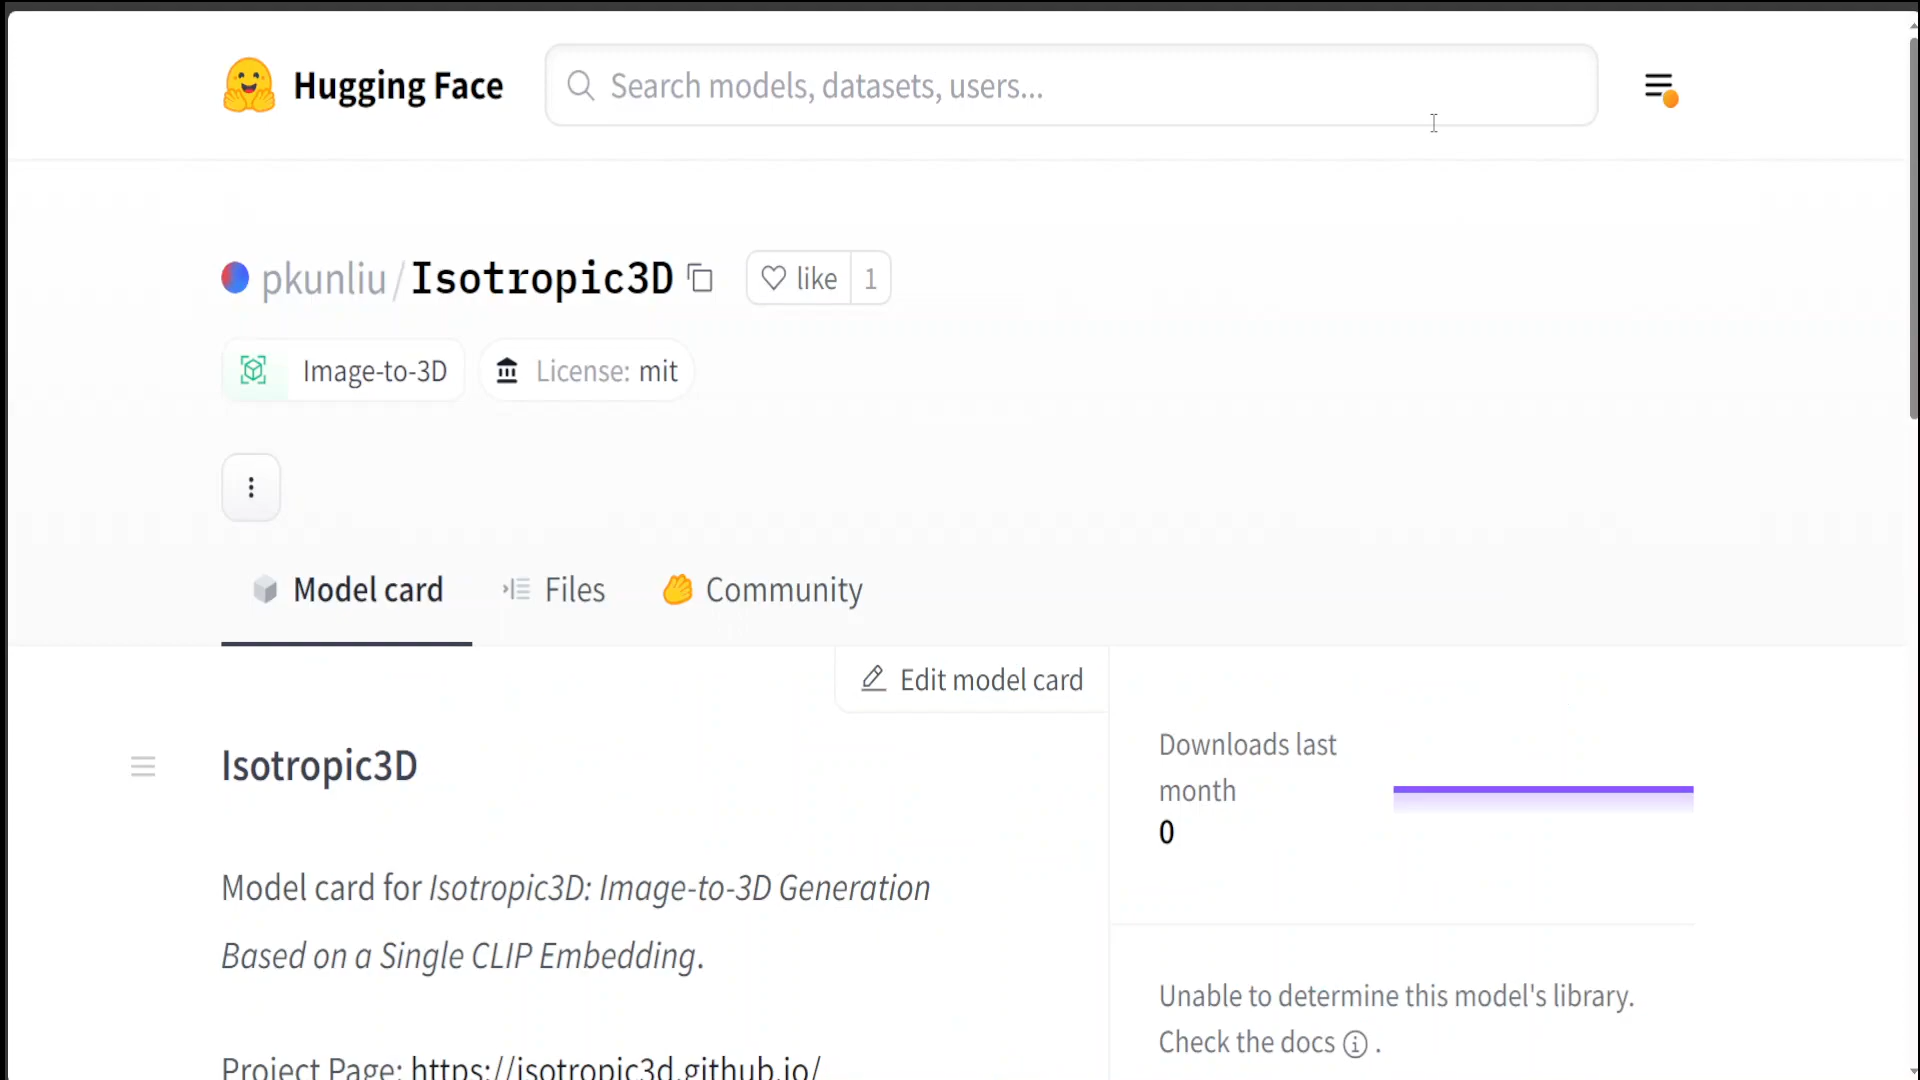 Hugging Face
Search models, datasets, users...
pkunliu/Isotropic3D
like 1
Image-to-3D
License: mit
Model card
Files
Community
Edit model card
Isotropic3D
Model card for Isotropic3D: Image-to-3D Generation
Based on a Single CLIP Embedding.
Project Page: https://isotropic3d.github.io/
Downloads last
month
0
Unable to determine this model's library.
Check the docs .